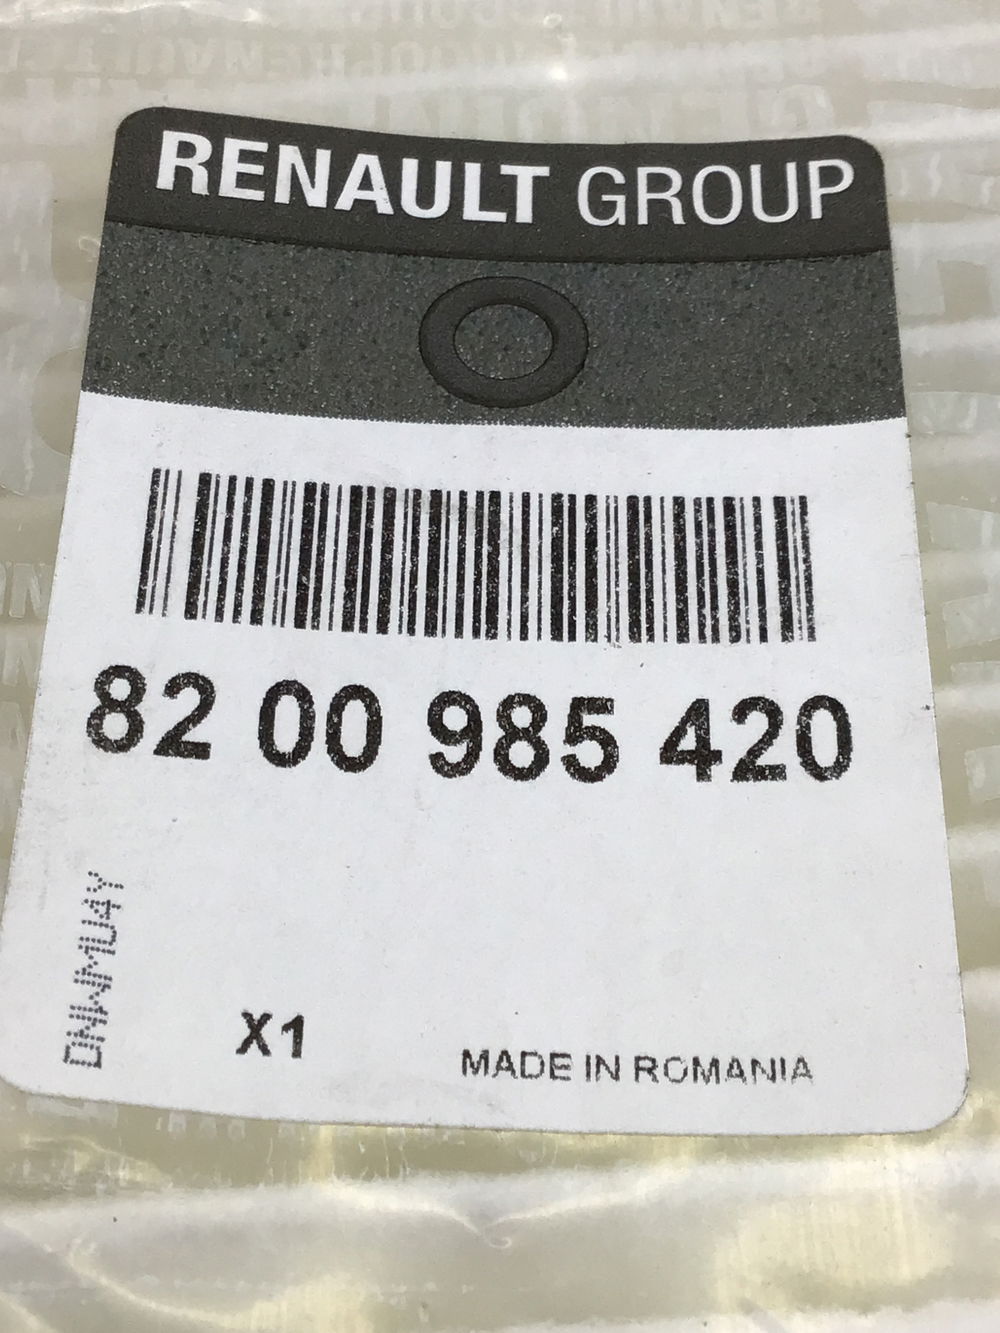 RENAULT GROUP
82 00 985 420
X1
MADE IN ROMANIA